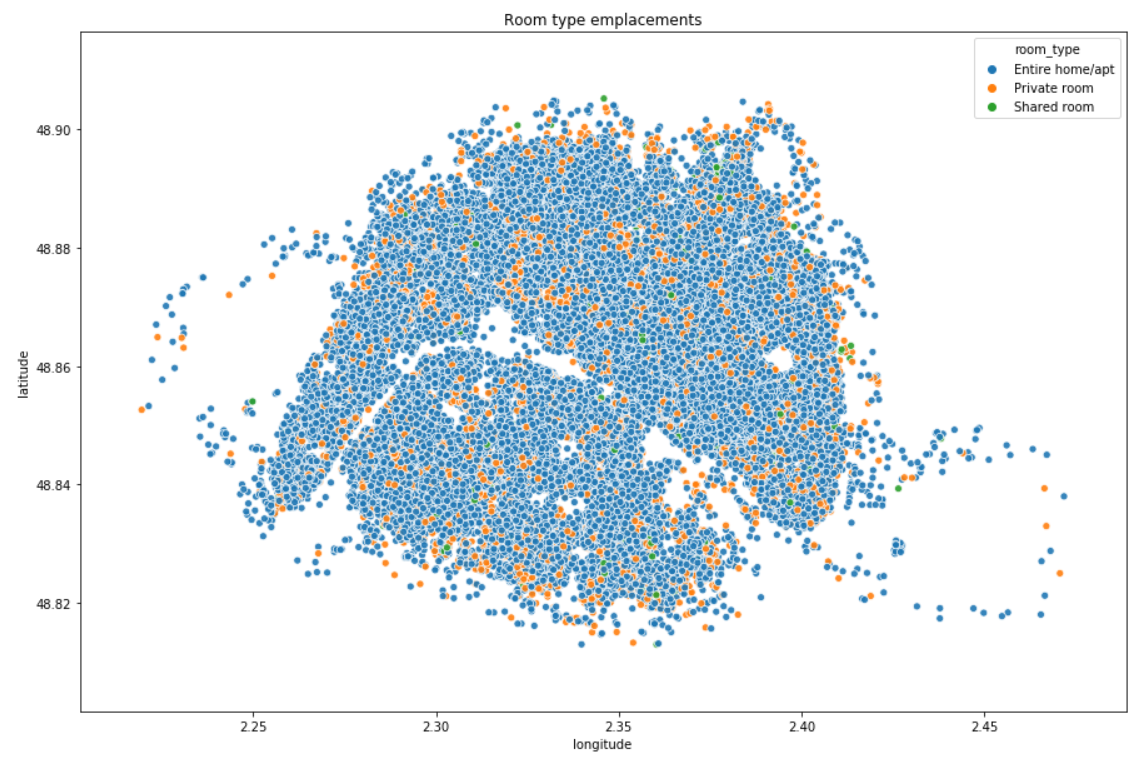 Room type emplacements
room_type
Entire home/apt
Private room
Shared room
48.90
48.88
48.86
48.84
48.82
latitude
2.25 2.30 2.35 2.40 2.45
longitude